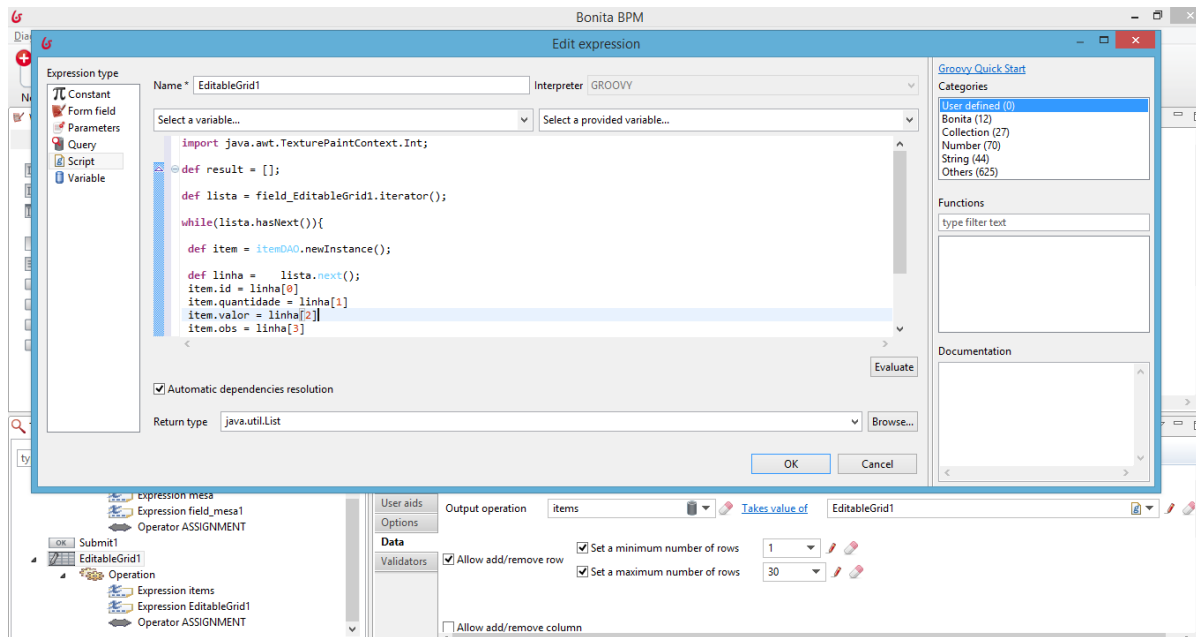 Bonita BPM
Edit expression
Expression type
Constant
Form field
Parameters
Query
Script
Variable
Name * EditableGrid1 Interpreter GROOVY
Select a variable... Select a provided variable...
import java.awt.TexturePaintContext.Int;
def result = [];
def lista = field_EditableGrid1.iterator();
while(lista.hasNext()){
def item = itemDAO.newInstance();
def linha = lista.next();
item.id = linha[0]
item.quantidade = linha[1]
item.valor = linha[2]
item.obs = linha[3]
Evaluate
Automatic dependencies resolution
Return type java.util.List Browse...
OK Cancel
Groovy Quick Start
Categories
User defined (0)
Bonita (12)
Collection (27)
Number (70)
String (44)
Others (625)
Functions
type filter text
Documentation
Expression mesa
Expression field_mesa1
Operator ASSIGNMENT
OK Submit1
EditableGrid1
Operation
Expression items
Expression EditableGrid1
Operator ASSIGNMENT
User aids
Options
Data
Validators
Output operation items Takes value of EditableGrid1
Allow add/remove row
Set a minimum number of rows 1
Set a maximum number of rows 30
Allow add/remove column